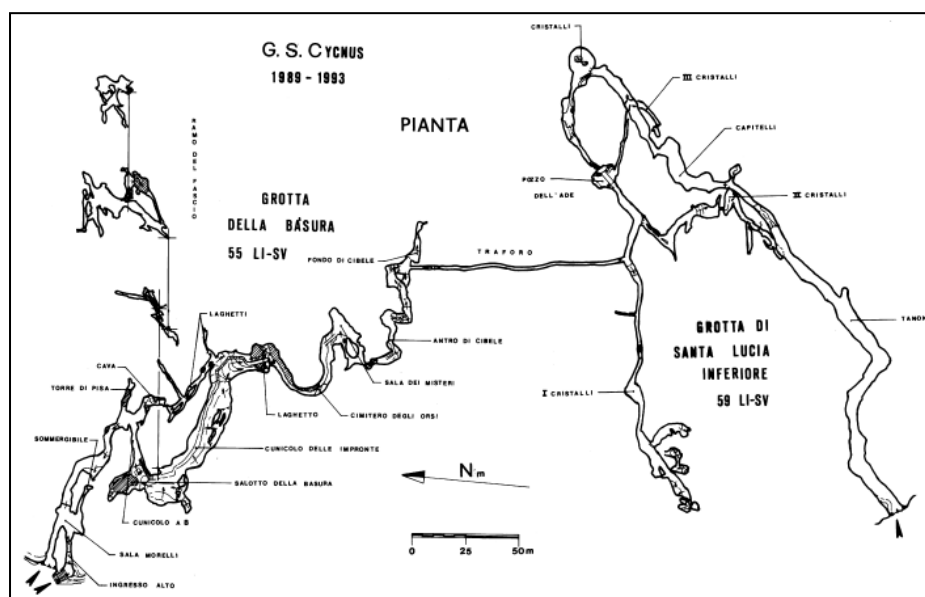 G. S. CYCNUS
1989 - 1993
PIANTA
CRISTALLI
III CRISTALLI
CAPITELLI
POZZO
DELL'ADE
II CRISTALLI
RAMO DEL FASCIO
GROTTA
DELLA BÀSURA
55 LI-SV
FONDO DI CIBELE
TRAFORO
LAGHETTI
ANTRO DI CIBELE
GROTTA DI
SANTA LUCIA
INFERIORE
59 LI-SV
TANONE
CAVA
TORRE DI PISA
SALA DEI MISTERI
LAGHETTO
CIMITERO DEGLI ORSI
I CRISTALLI
SOMMERGIBILE
CUNICOLO DELLE IMPRONTE
Nm
SALOTTO DELLA BASURA
CUNICOLO A B
SALA MORELLI
INGRESSO ALTO
0 25 50m